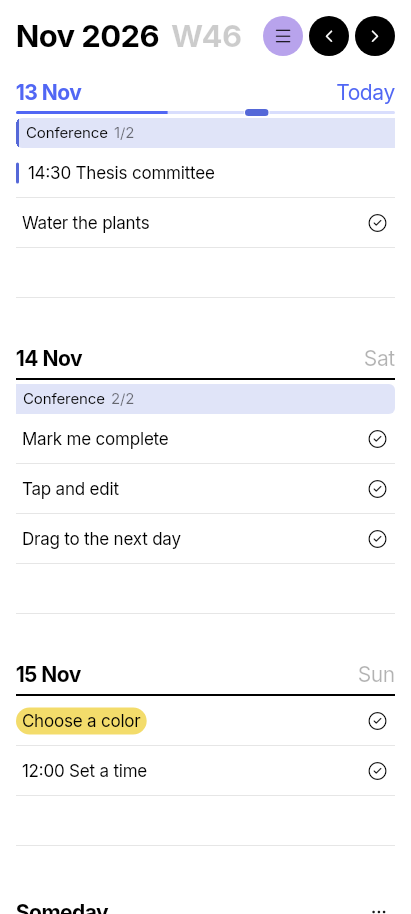 Nov 2026 W46
13 Nov Today
Conference 1/2
14:30 Thesis committee
Water the plants
14 Nov Sat
Conference 2/2
Mark me complete
Tap and edit
Drag to the next day
15 Nov Sun
Choose a color
12:00 Set a time
Someday